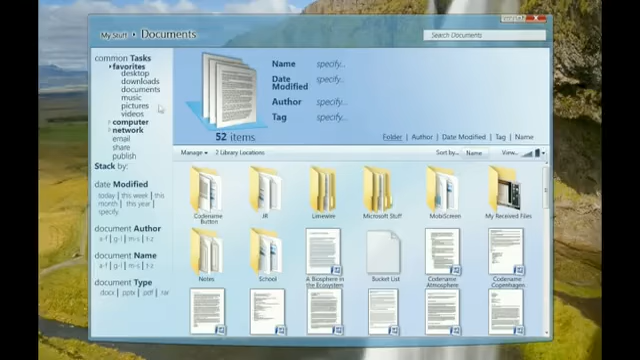 My Stuff • Documents
Search Documents
common Tasks
favorites
desktop
downloads
documents
music
pictures
videos
computer
network
email
share
publish
Stack by:
date Modified
today | this week | this
month | this year |
specify
document Author
a-f | g-l | m-s | t-z
document Name
a-f | g-l | m-s | t-z
document Type
.docx | .pptx | .pdf | .rar
Name specify...
Date
Modified specify...
Author specify...
Tag specify...
52 items
Folder | Author | Date Modified | Tag | Name
Manage 2 Library Locations Sort by... Name View...
Codename
Button
JR
Limewire
Microsoft Stuff
MobiScreen
My Received Files
Notes
School
A Biosphere in
the Ecosystem
Bucket List
Codename
Atmosphere
Codename
Copenhagen